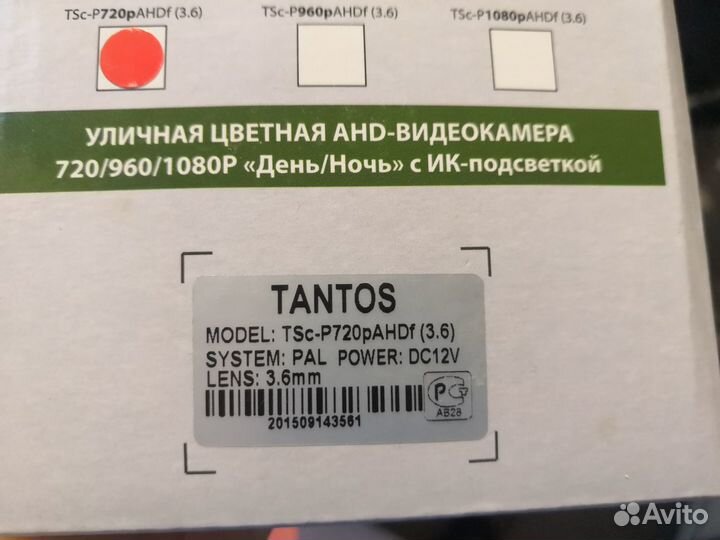 TSc-P720pAHDf (3.6) TSc-P960pAHDf (3.6) TSc-P1080pAHDf (3.6)
УЛИЧНАЯ ЦВЕТНАЯ AHD-ВИДЕОКАМЕРА
720/960/1080P «День/Ночь» с ИК-подсветкой
TANTOS
MODEL: TSc-P720pAHDf (3.6)
SYSTEM: PAL POWER: DC12V
LENS: 3.6mm
201509143561
АВ28
Avito